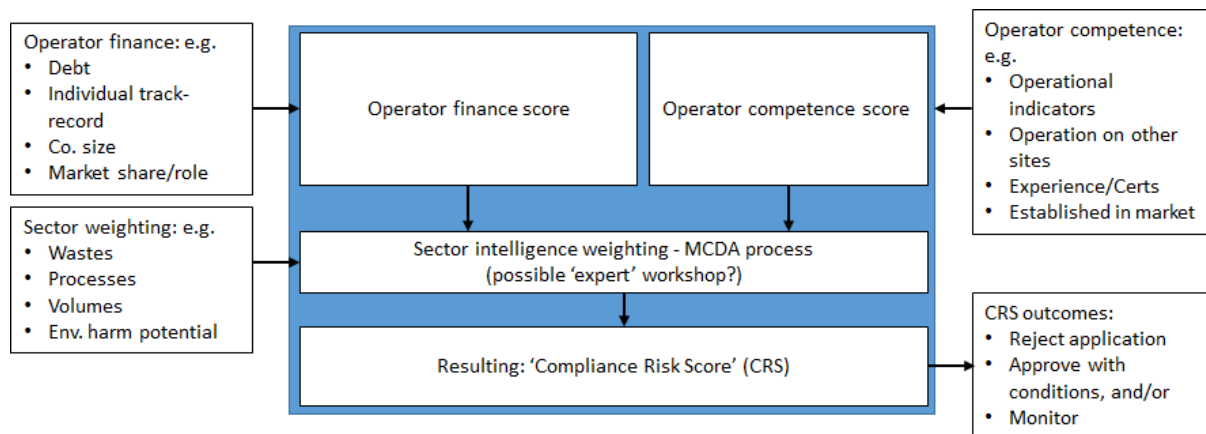 Operator finance: e.g.
• Debt
• Individual track-
record
• Co. size
• Market share/role
Operator finance score
Operator competence score
Operator competence:
e.g.
• Operational
indicators
• Operation on other
sites
• Experience/Certs
• Established in market
Sector weighting: e.g.
• Wastes
• Processes
• Volumes
• Env. harm potential
Sector intelligence weighting - MCDA process
(possible ‘expert’ workshop?)
Resulting: ‘Compliance Risk Score’ (CRS)
CRS outcomes:
• Reject application
• Approve with
conditions, and/or
• Monitor